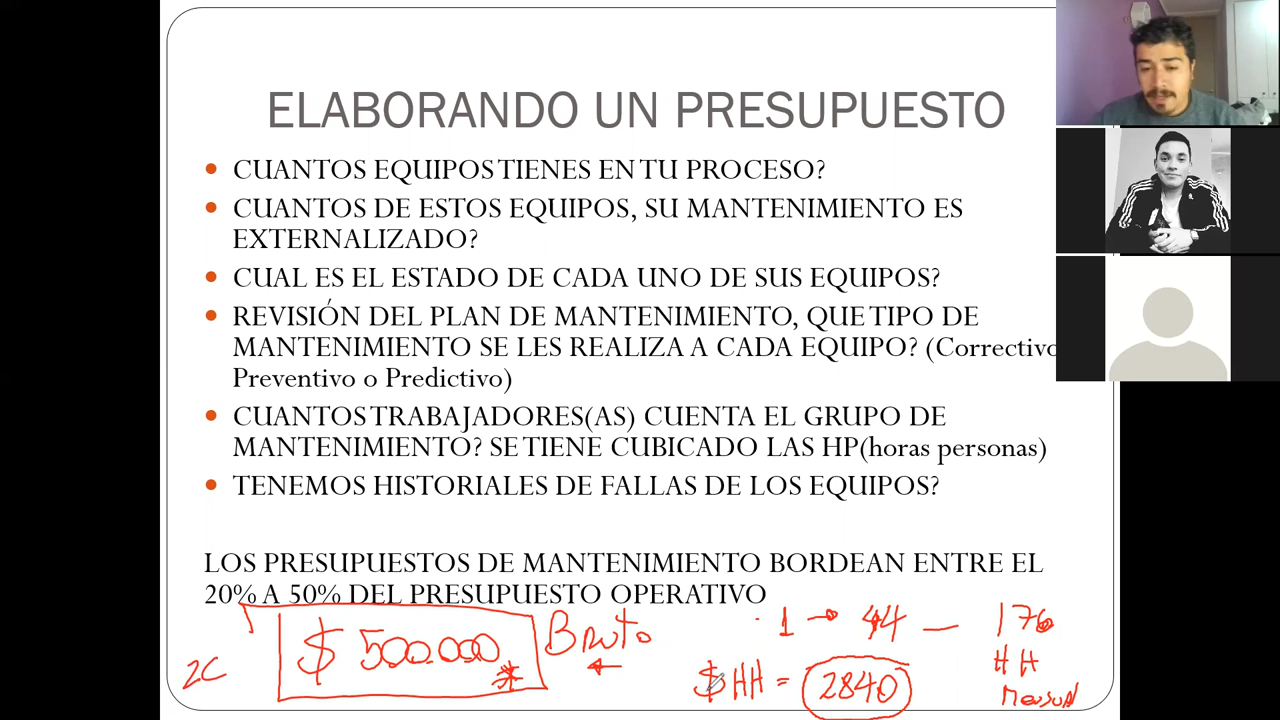 ELABORANDO UN PRESUPUESTO
• CUANTOS EQUIPOS TIENES EN TU PROCESO?
• CUANTOS DE ESTOS EQUIPOS, SU MANTENIMIENTO ES
EXTERNALIZADO?
• CUAL ES EL ESTADO DE CADA UNO DE SUS EQUIPOS?
• REVISIÓN DEL PLAN DE MANTENIMIENTO, QUE TIPO DE
MANTENIMIENTO SE LES REALIZA A CADA EQUIPO? (Correctivo
Preventivo o Predictivo)
• CUANTOS TRABAJADORES(AS) CUENTA EL GRUPO DE
MANTENIMIENTO? SE TIENE CUBICADO LAS HP(horas personas)
• TENEMOS HISTORIALES DE FALLAS DE LOS EQUIPOS?
LOS PRESUPUESTOS DE MANTENIMIENTO BORDEAN ENTRE EL
20% A 50% DEL PRESUPUESTO OPERATIVO
$ 500.000 * Bruto
1 → 44 — 176
HH
mensual
$HH = 2840